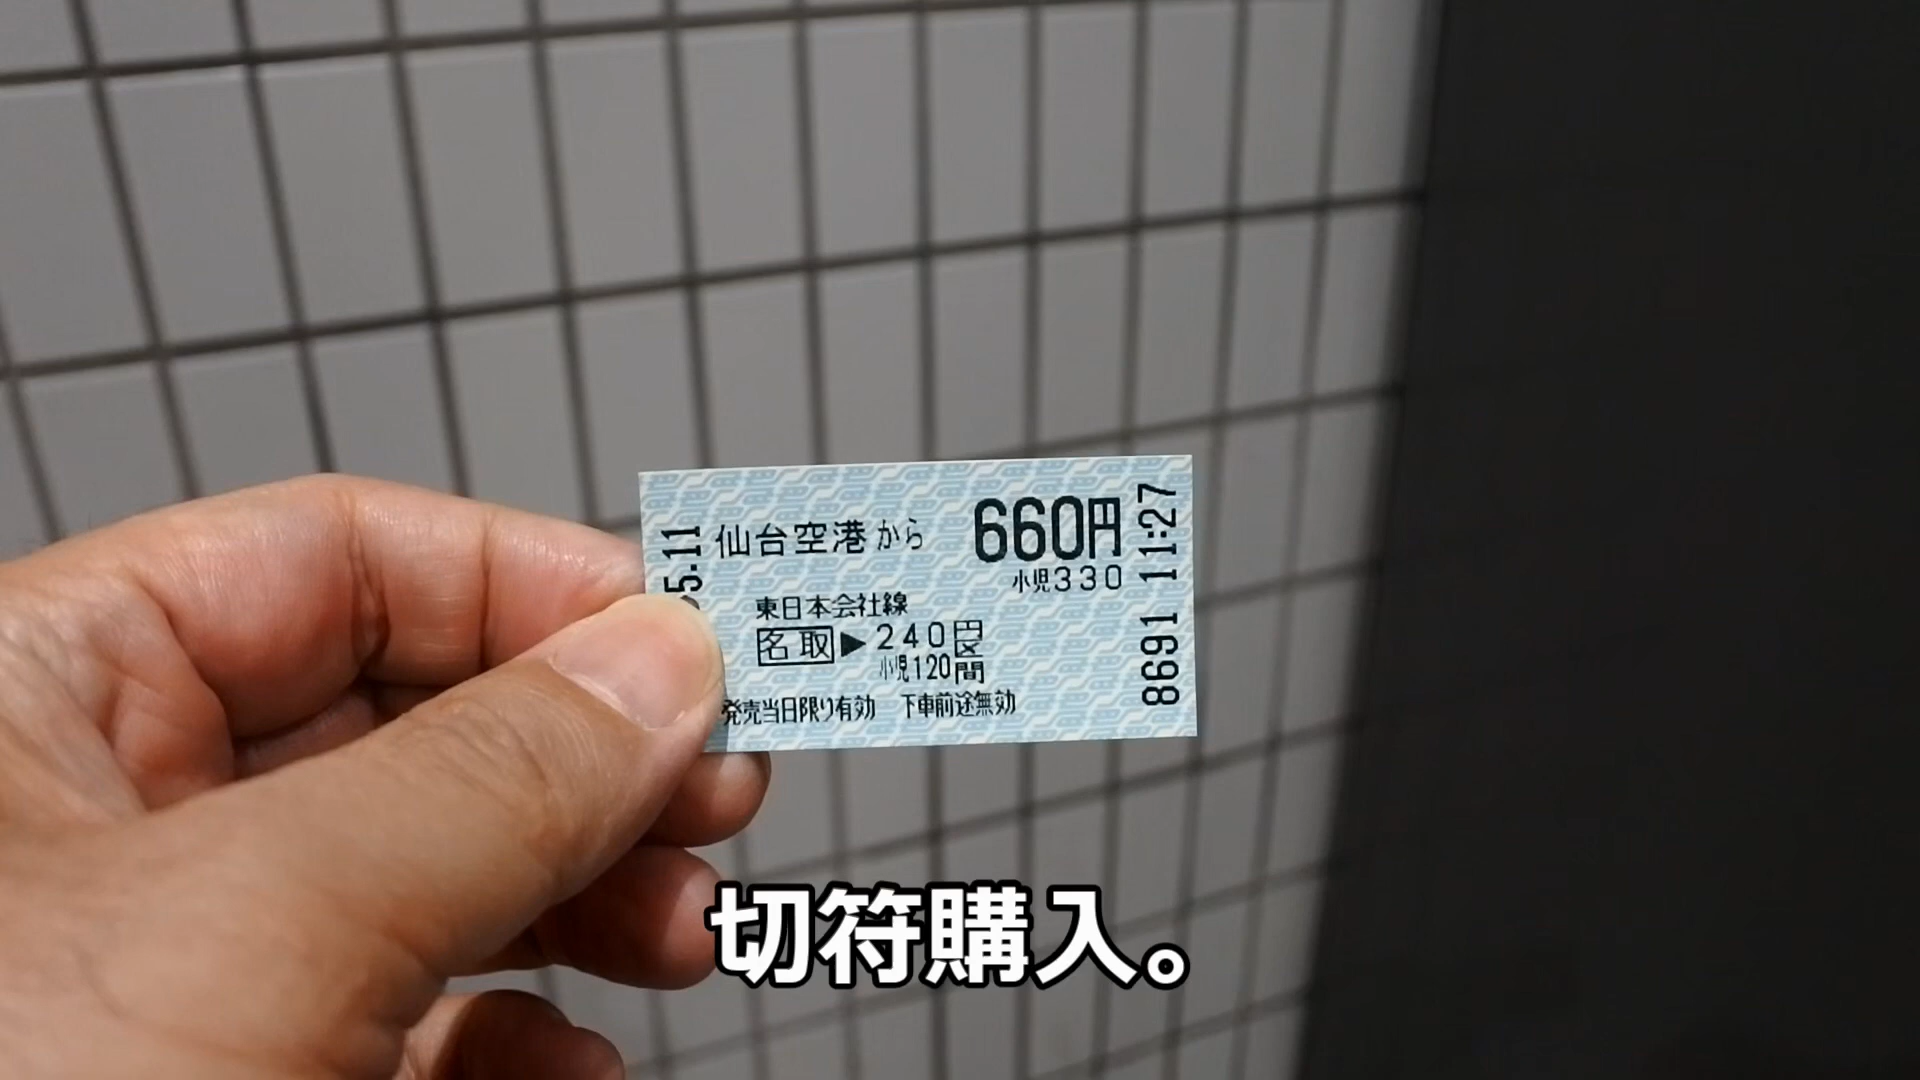 5.11
仙台空港から 660円
小児330
東日本会社線
名取▶240円区間
小児120
発売当日限り有効 下車前途無効
8691 11:27
切符購入。